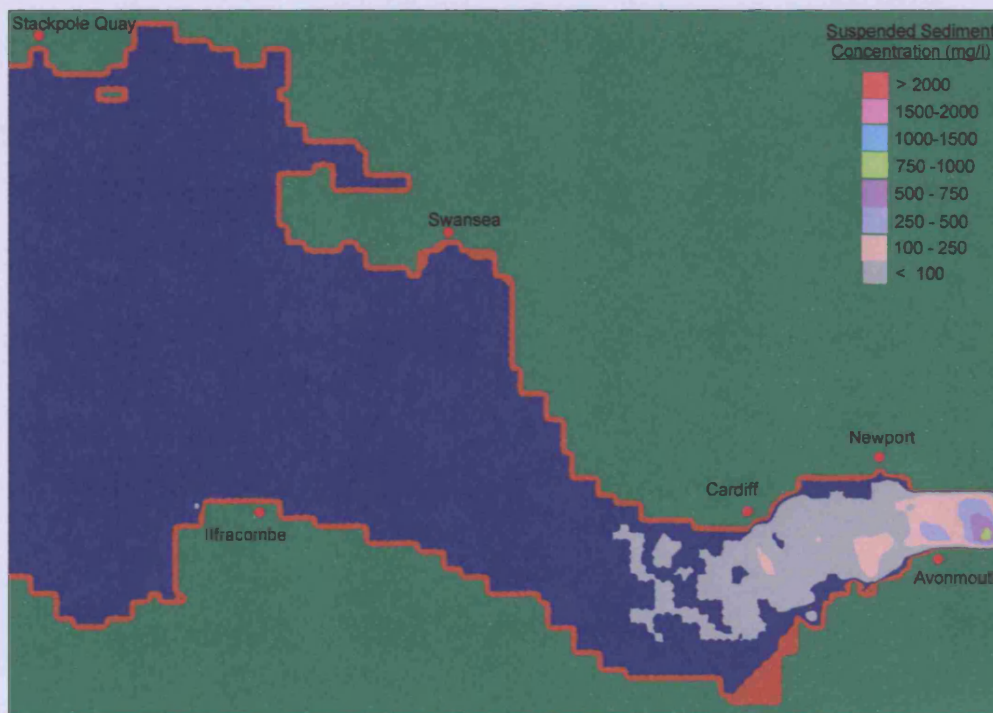 Stackpole Quay
Suspended Sediment
Concentration (mg/l)
> 2000
1500-2000
1000-1500
750 -1000
500 - 750
250 - 500
100 - 250
< 100
Swansea
Newport
Cardiff
Ilfracombe
Avonmout